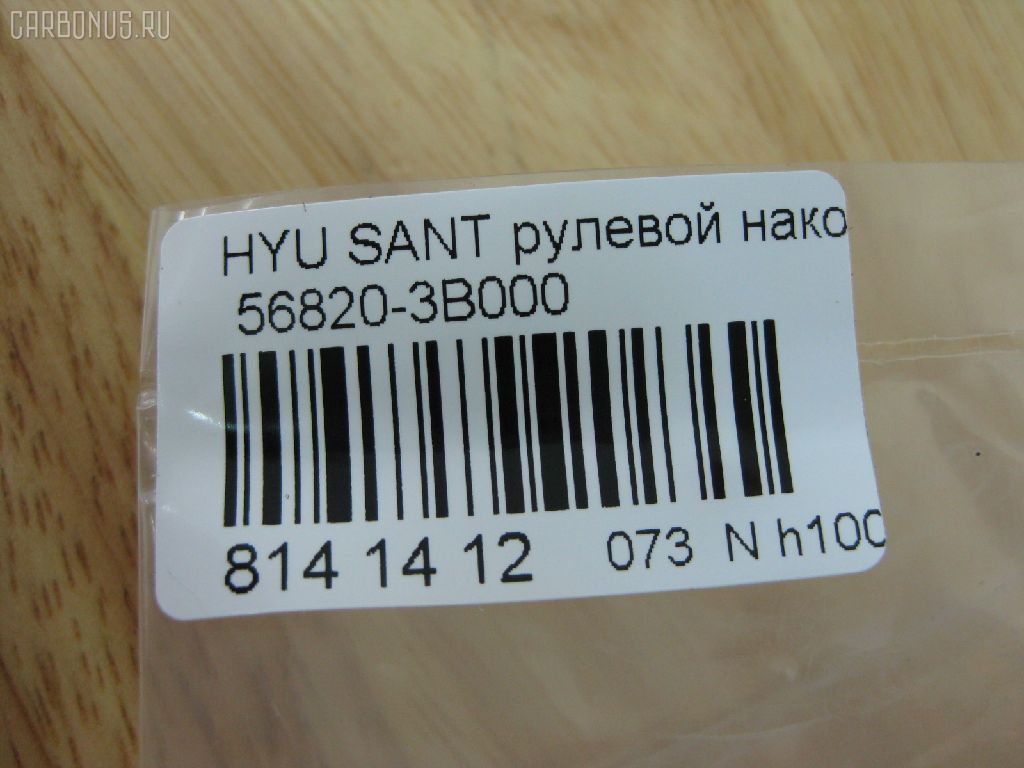 CARBONUS.RU
HYU SANT рулевой нако
56820-3B000
814 14 12 073 N h100